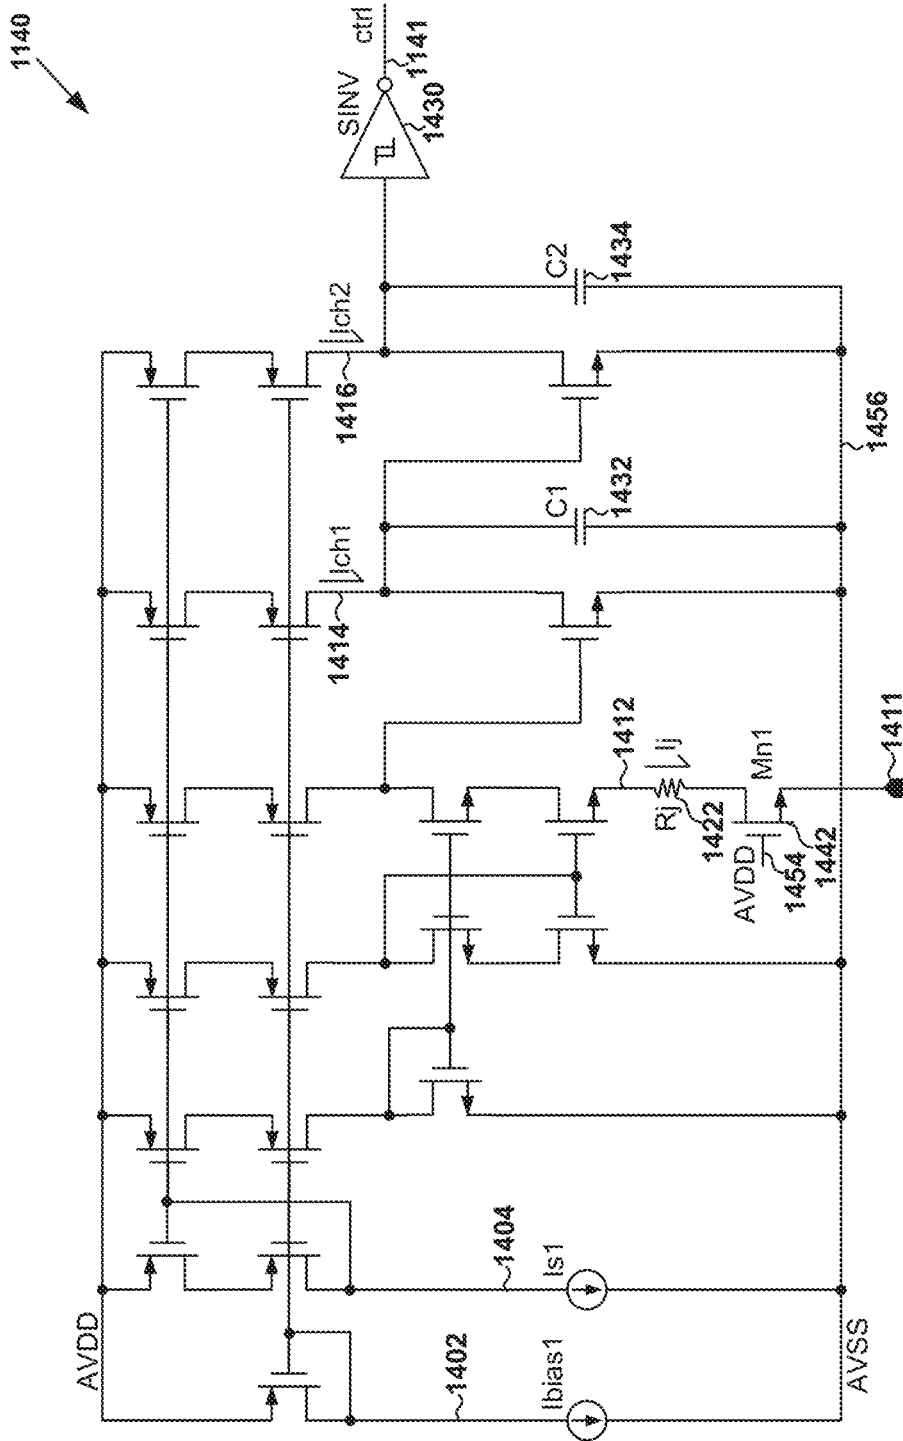 1140
ctrl
1141
SINV
1430
C2
1434
Ich2
1416
1456
C1
1432
Ich1
1414
1411
1412
Ij
Rj
1422
Mn1
1442
AVDD
1454
AVDD
1404
Is1
1402
Ibias1
AVSS